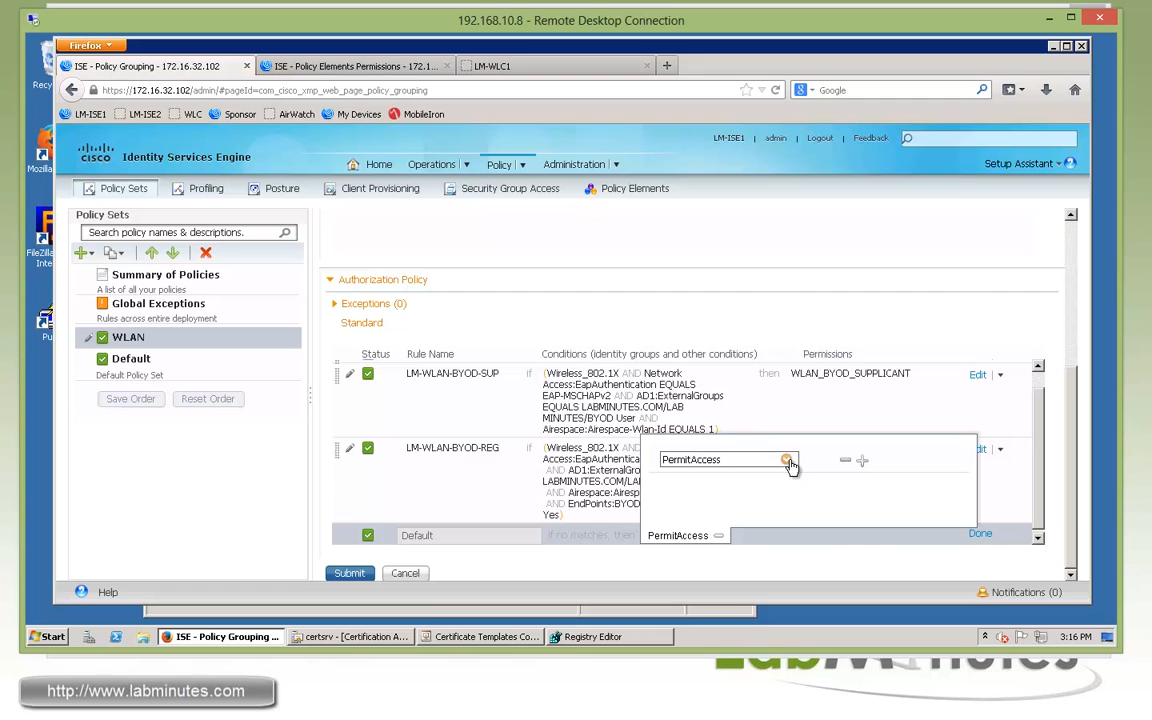 192.168.10.8 - Remote Desktop Connection
Recyc
Firefox
ISE - Policy Grouping - 172.16.32.102
ISE - Policy Elements Permissions - 172.1...
LM-WLC1
https://172.16.32.102/admin/#pageId=com_cisco_xmp_web_page_policy_grouping
Google
LM-ISE1
LM-ISE2
WLC
Sponsor
AirWatch
My Devices
MobileIron
LM-ISE1 | admin | Logout | Feedback
CISCO
Identity Services Engine
Home
Operations
Policy
Administration
Setup Assistant
Mozilla
Policy Sets
Profiling
Posture
Client Provisioning
Security Group Access
Policy Elements
Policy Sets
Search policy names & descriptions.
FileZilla
Inte
Summary of Policies
A list of all your policies
Global Exceptions
Rules across entire deployment
WLAN
Default
Default Policy Set
Save Order
Reset Order
Pu
Authorization Policy
Exceptions (0)
Standard
Status
Rule Name
Conditions (identity groups and other conditions)
Permissions
LM-WLAN-BYOD-SUP
if
(Wireless_802.1X AND Network
Access:EapAuthentication EQUALS
EAP-MSCHAPv2 AND AD1:ExternalGroups
EQUALS LABMINUTES.COM/LAB
MINUTES/BYOD User AND
Airespace:Airespace-Wlan-Id EQUALS 1)
then
WLAN_BYOD_SUPPLICANT
Edit |
LM-WLAN-BYOD-REG
if
(Wireless_802.1X AND
Access:EapAuthentica
AND AD1:ExternalGro
LABMINUTES.COM/LA
AND Airespace:Airesp
AND EndPoints:BYOD
Yes)
dit |
PermitAccess
Default
if no matches, then
PermitAccess
Done
Submit
Cancel
Help
Notifications (0)
Start
ISE - Policy Grouping ...
certsrv - [Certification A...
Certificate Templates Co...
Registry Editor
3:16 PM
LabMinutes
http://www.labminutes.com